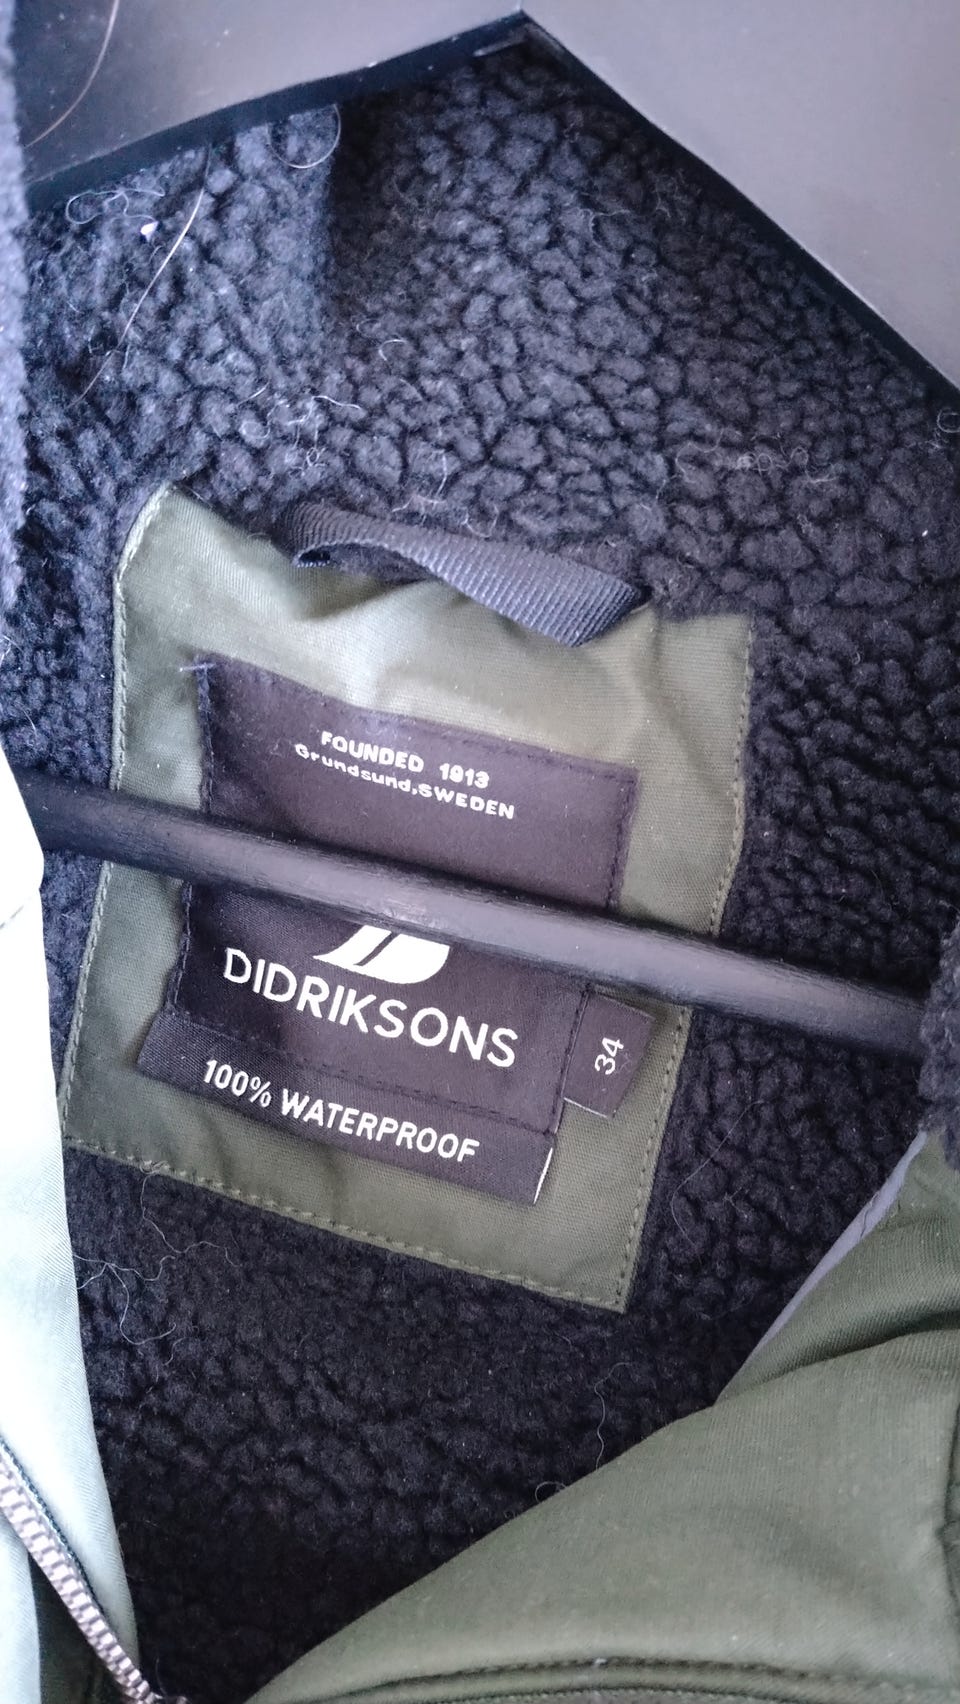 FOUNDED 1913
Grundsund,SWEDEN
DIDRIKSONS
34
100% WATERPROOF